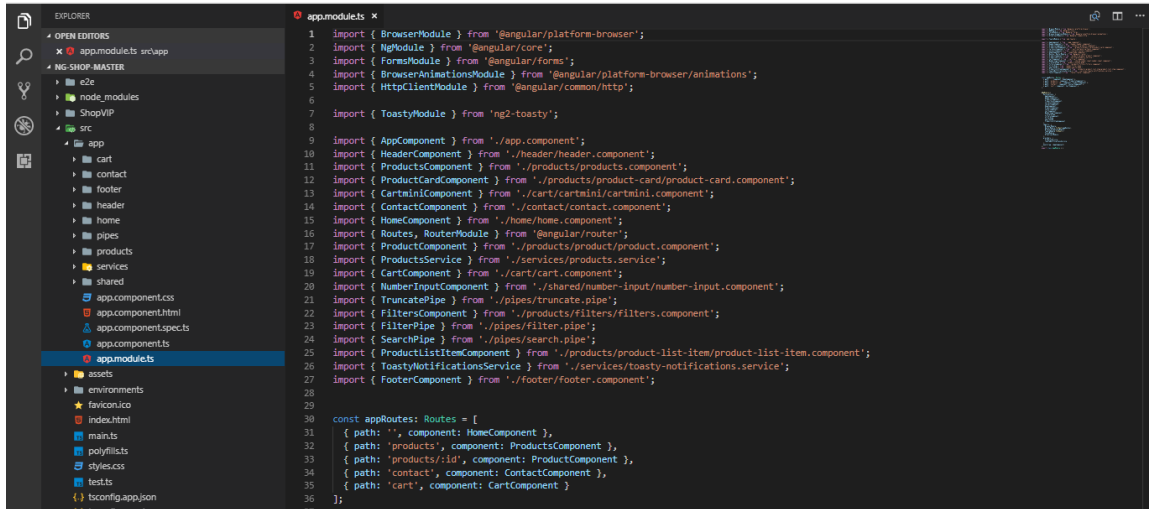 EXPLORER
OPEN EDITORS
app.module.ts src\app
NG-SHOP-MASTER
e2e
node_modules
ShopVIP
src
app
cart
contact
footer
header
home
pipes
products
services
shared
app.component.css
app.component.html
app.component.spec.ts
app.component.ts
app.module.ts
assets
environments
favicon.ico
index.html
main.ts
polyfills.ts
styles.css
test.ts
tsconfig.app.json
app.module.ts
1 import { BrowserModule } from '@angular/platform-browser';
2 import { NgModule } from '@angular/core';
3 import { FormsModule } from '@angular/forms';
4 import { BrowserAnimationsModule } from '@angular/platform-browser/animations';
5 import { HttpClientModule } from '@angular/common/http';
6
7 import { ToastyModule } from 'ng2-toasty';
8
9 import { AppComponent } from './app.component';
10 import { HeaderComponent } from './header/header.component';
11 import { ProductsComponent } from './products/products.component';
12 import { ProductCardComponent } from './products/product-card/product-card.component';
13 import { CartminiComponent } from './cart/cartmini/cartmini.component';
14 import { ContactComponent } from './contact/contact.component';
15 import { HomeComponent } from './home/home.component';
16 import { Routes, RouterModule } from '@angular/router';
17 import { ProductComponent } from './products/product/product.component';
18 import { ProductsService } from './services/products.service';
19 import { CartComponent } from './cart/cart.component';
20 import { NumberInputComponent } from './shared/number-input/number-input.component';
21 import { TruncatePipe } from './pipes/truncate.pipe';
22 import { FiltersComponent } from './products/filters/filters.component';
23 import { FilterPipe } from './pipes/filter.pipe';
24 import { SearchPipe } from './pipes/search.pipe';
25 import { ProductListItemComponent } from './products/product-list-item/product-list-item.component';
26 import { ToastyNotificationsService } from './services/toasty-notifications.service';
27 import { FooterComponent } from './footer/footer.component';
28
29
30 const appRoutes: Routes = [
31 { path: '', component: HomeComponent },
32 { path: 'products', component: ProductsComponent },
33 { path: 'products/:id', component: ProductComponent },
34 { path: 'contact', component: ContactComponent },
35 { path: 'cart', component: CartComponent }
36 ];